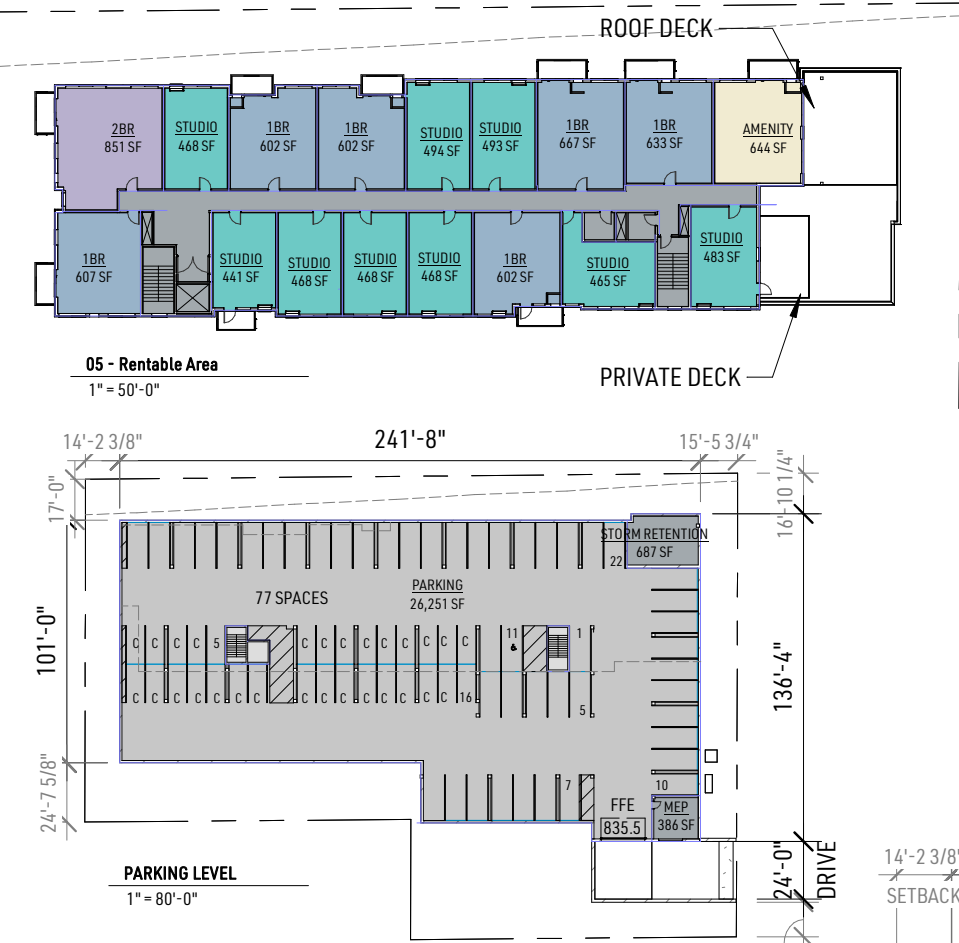 ROOF DECK
2BR
851 SF
STUDIO
468 SF
1BR
602 SF
1BR
602 SF
STUDIO
494 SF
STUDIO
493 SF
1BR
667 SF
1BR
633 SF
AMENITY
644 SF
1BR
607 SF
STUDIO
441 SF
STUDIO
468 SF
STUDIO
468 SF
STUDIO
468 SF
1BR
602 SF
STUDIO
465 SF
STUDIO
483 SF
05 - Rentable Area
1" = 50'-0"
PRIVATE DECK
14'-2 3/8"
241'-8"
15'-5 3/4"
17'-0"
16'-10 1/4"
STORM RETENTION
687 SF
22
PARKING
26,251 SF
77 SPACES
101'-0"
C C C C 5
C C C C C C C C
11
1
136'-4"
C C C C C C C
C C C C C C C 16
5
24'-7 5/8"
7
10
FFE
835.5
MEP
386 SF
24'-0"
DRIVE
PARKING LEVEL
1" = 80'-0"
14'-2 3/8"
SETBACK